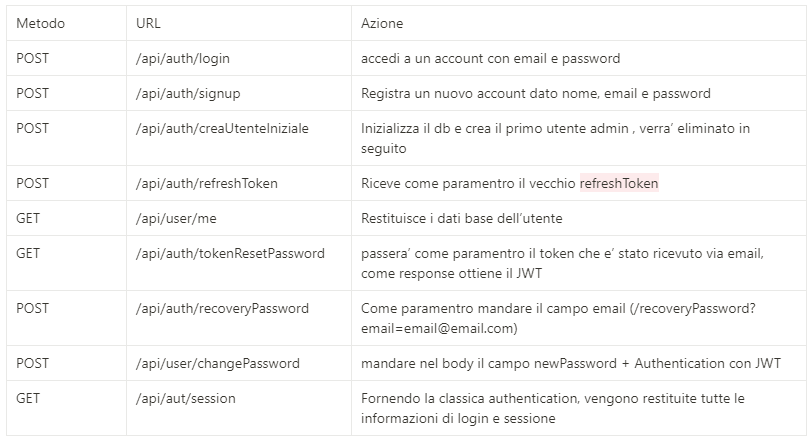 Metodo URL Azione
POST /api/auth/login accedi a un account con email e password
POST /api/auth/signup Registra un nuovo account dato nome, email e password
POST /api/auth/creaUtenteIniziale Inizializza il db e crea il primo utente admin , verra’ eliminato in
seguito
POST /api/auth/refreshToken Riceve come paramentro il vecchio refreshToken
GET /api/user/me Restituisce i dati base dell’utente
GET /api/auth/tokenResetPassword passera’ come paramentro il token che e’ stato ricevuto via email,
come response ottiene il JWT
POST /api/auth/recoveryPassword Come paramentro mandare il campo email (/recoveryPassword?
email=email@email.com)
POST /api/user/changePassword mandare nel body il campo newPassword + Authentication con JWT
GET /api/aut/session Fornendo la classica authentication, vengono restituite tutte le
informazioni di login e sessione